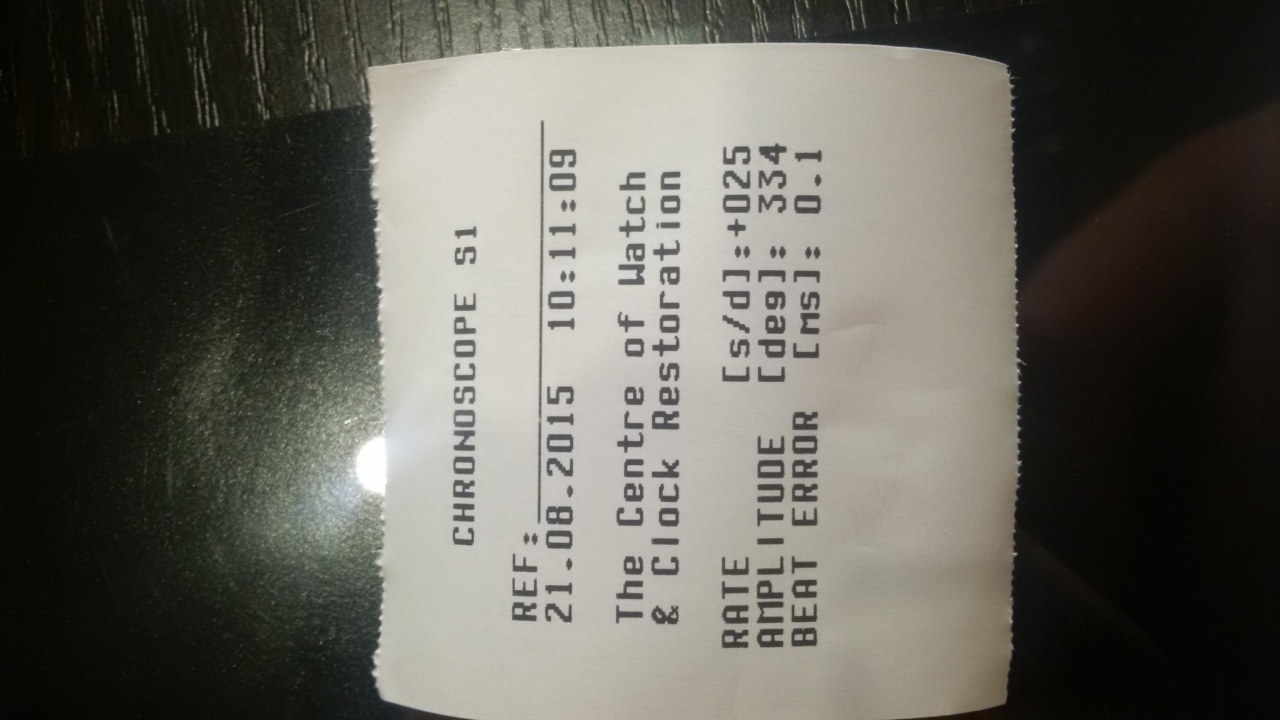 CHRONOSCOPE S1
REF:
21.08.2015 10:11:09
The Centre of Watch
& Clock Restoration
RATE [s/d]:+025
AMPLITUDE [deg]: 334
BEAT ERROR [ms]: 0.1